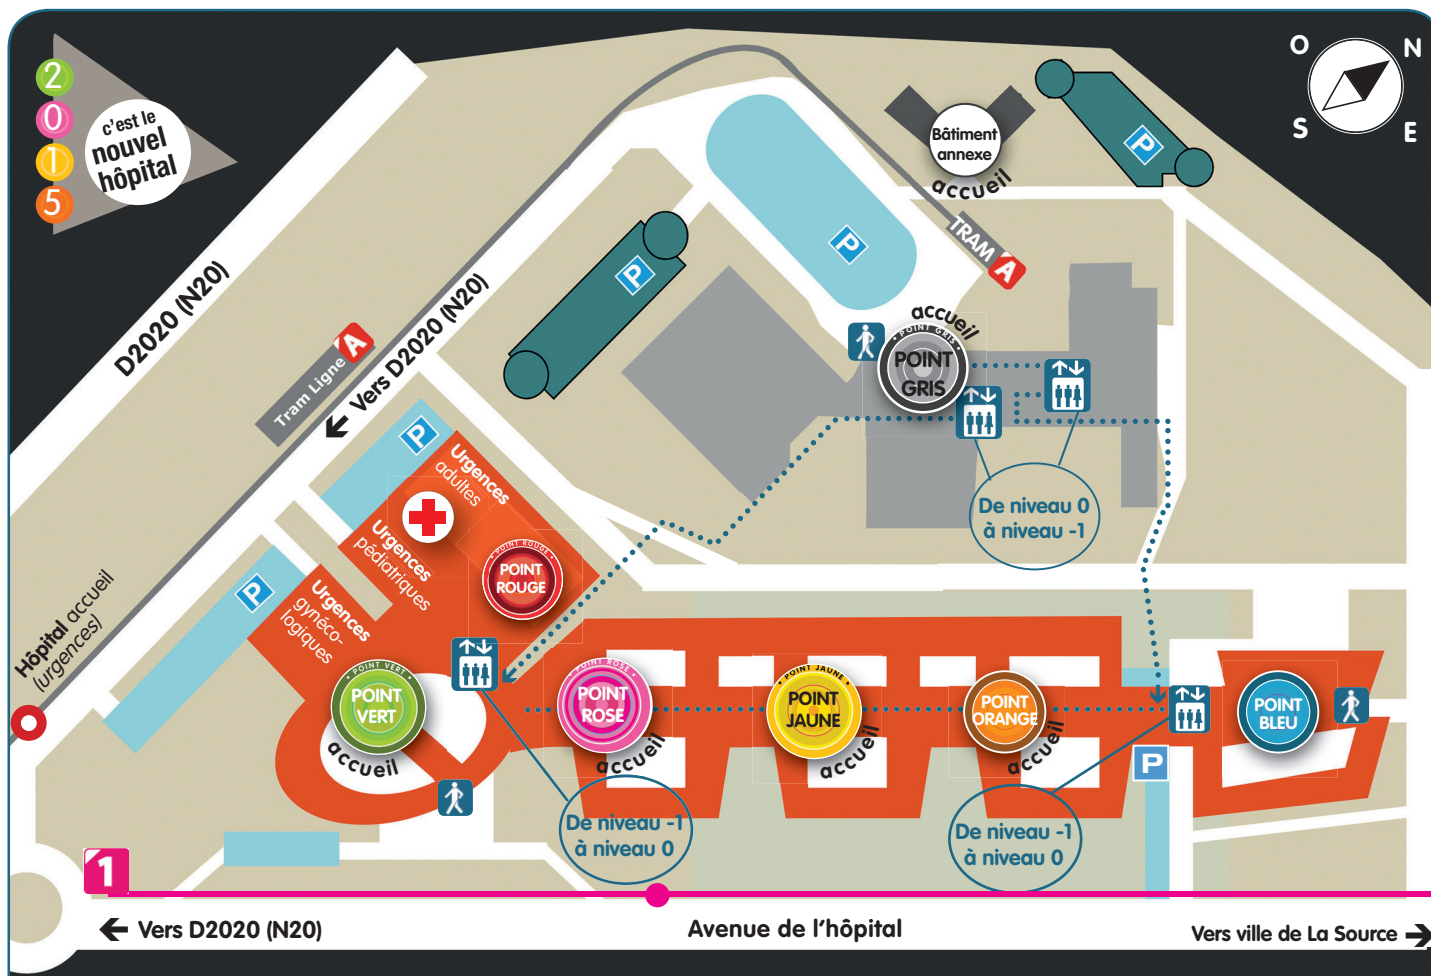 2
0
1
5
c'est le
nouvel
hôpital
O
N
S
E
Bâtiment
annexe
accueil
P
P
P
TRAM
A
D2020 (N20)
Vers D2020 (N20)
Tram Ligne
A
accueil
• POINT GRIS •
POINT
GRIS
De niveau 0
à niveau -1
P
Urgences
adultes
Urgences
pédiatriques
• POINT ROUGE •
POINT
ROUGE
P
Urgences
gynéco-
logiques
Hôpital accueil
(urgences)
• POINT VERT •
POINT
VERT
accueil
• POINT ROSE •
POINT
ROSE
accueil
• POINT JAUNE •
POINT
JAUNE
accueil
POINT
ORANGE
accueil
POINT
BLEU
P
De niveau -1
à niveau 0
De niveau -1
à niveau 0
1
Vers D2020 (N20)
Avenue de l'hôpital
Vers ville de La Source